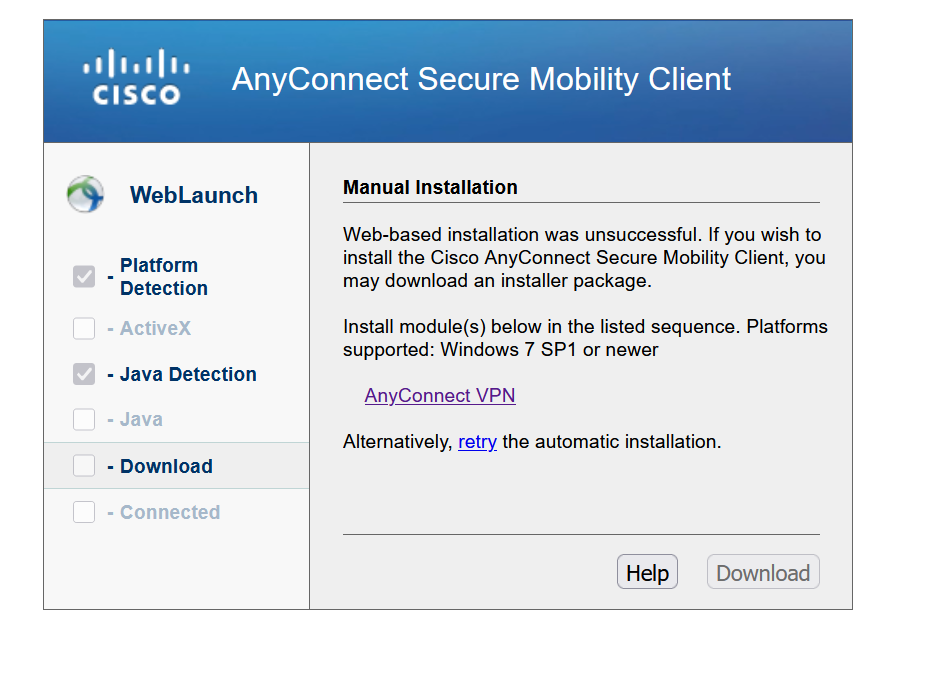 CISCO
AnyConnect Secure Mobility Client
WebLaunch
- Platform
Detection
- ActiveX
- Java Detection
- Java
- Download
- Connected
Manual Installation
Web-based installation was unsuccessful. If you wish to
install the Cisco AnyConnect Secure Mobility Client, you
may download an installer package.
Install module(s) below in the listed sequence. Platforms
supported: Windows 7 SP1 or newer
AnyConnect VPN
Alternatively, retry the automatic installation.
Help
Download